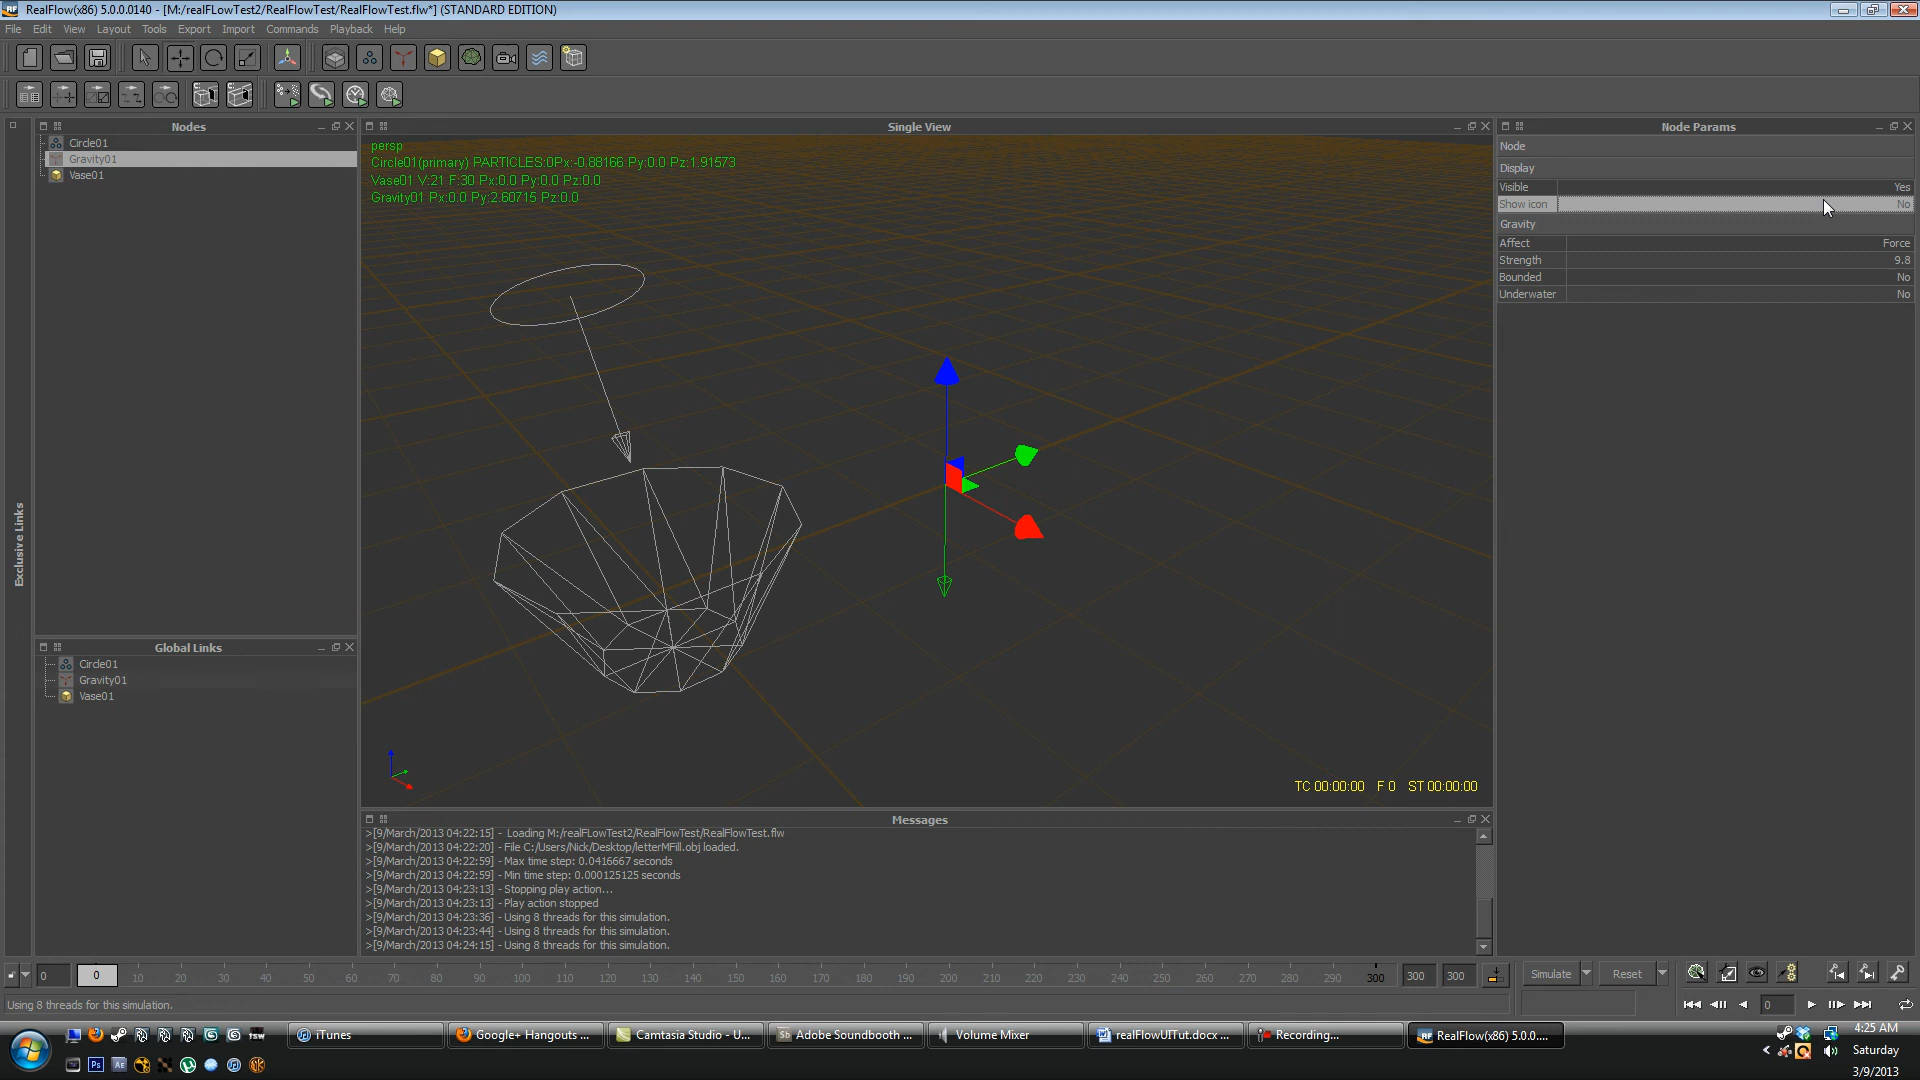 RealFlow(x86) 5.0.0.0140 - [M:/realFLowTest2/RealFlowTest/RealFlowTest.flw*] (STANDARD EDITION)
File Edit View Layout Tools Export Import Commands Playback Help
Nodes
Circle01
Gravity01
Vase01
Exclusive Links
Global Links
Circle01
Gravity01
Vase01
Single View
persp
Circle01(primary) PARTICLES:0Px:-0.88166 Py:0.0 Pz:1.91573
Vase01 V:21 F:30 Px:0.0 Py:0.0 Pz:0.0
Gravity01 Px:0.0 Py:2.60715 Pz:0.0
TC 00:00:00 F 0 ST 00:00:00
Messages
>[9/March/2013 04:22:15] - Loading M:/realFLowTest2/RealFlowTest/RealFlowTest.flw
>[9/March/2013 04:22:20] - File C:/Users/Nick/Desktop/letterMFill.obj loaded.
>[9/March/2013 04:22:59] - Max time step: 0.0416667 seconds
>[9/March/2013 04:22:59] - Min time step: 0.000125125 seconds
>[9/March/2013 04:23:13] - Stopping play action...
>[9/March/2013 04:23:13] - Play action stopped
>[9/March/2013 04:23:36] - Using 8 threads for this simulation.
>[9/March/2013 04:23:44] - Using 8 threads for this simulation.
>[9/March/2013 04:24:15] - Using 8 threads for this simulation.
Node Params
Node
Display
Visible Yes
Show icon No
Gravity
Affect Force
Strength 9.8
Bounded No
Underwater No
0 0 10 20 30 40 50 60 70 80 90 100 110 120 130 140 150 160 170 180 190 200 210 220 230 240 250 260 270 280 290 300 300 300
Simulate Reset
0
Using 8 threads for this simulation.
TSW
iTunes
Google+ Hangouts ...
Camtasia Studio - U...
Sb Adobe Soundbooth ...
Volume Mixer
realFlowUITut.docx ...
Recording...
RealFlow(x86) 5.0.0....
Ps AE
4:25 AM
Saturday
3/9/2013